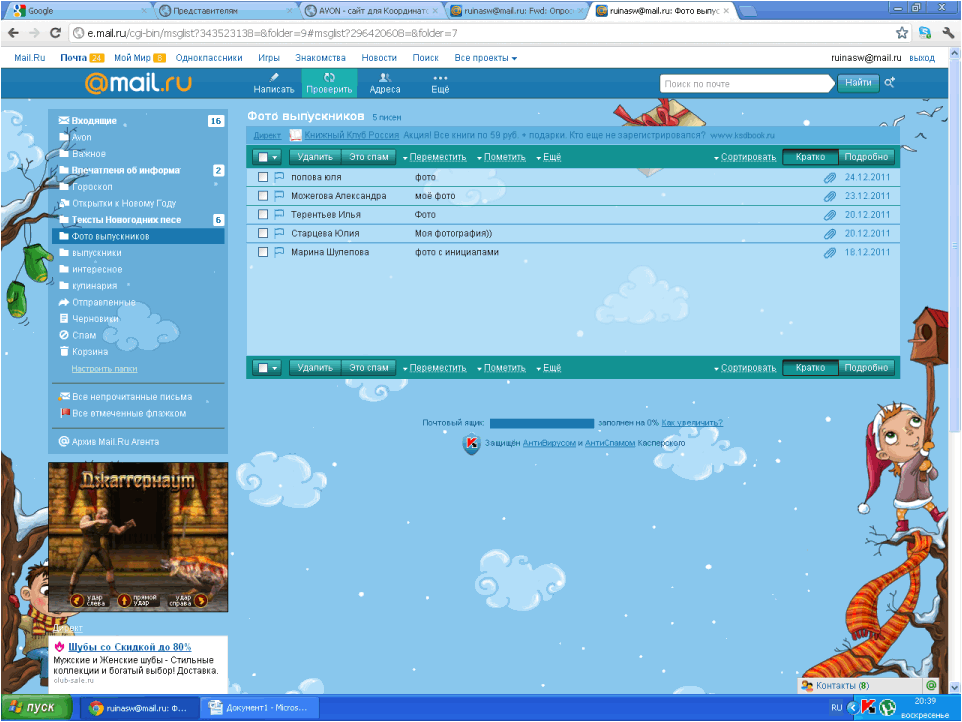 Google Представителям AVON - сайт для Координатс ruinasw@mail.ru: Fwd: Опро ruinasw@mail.ru: Фото выпус
e.mail.ru/cgi-bin/msglist?343523138=&folder=9#msglist?296420608=&folder=7
Mail.Ru Почта 24 Мой Мир 8 Одноклассники Игры Знакомства Новости Поиск Все проекты ruinasw@mail.ru выход
@mail.ru Написать Проверить Адреса Ещё Поиск по почте Найти
Входящие 16
Avon
Важное
Впечатленя об информа 2
Гороскоп
Открытки к Новому Году
Тексты Новогодних песе 6
Фото выпускников
выпускники
интересное
кулинария
Отправленные
Черновики
Спам
Корзина
Настроить папки
Все непрочитанные письма
Все отмеченные флажком
Архив Mail.Ru Агента
Фото выпускников 5 писем
Директ Книжный Клуб Россия Акция! Все книги по 58 руб. + подарки. Кто еще не зарегистрировался? www.ksdbook.ru
Удалить Это спам Переместить Пометить Ещё Сортировать Кратко Подробно
попова юля фото 24.12.2011
Можегова Александра моё фото 23.12.2011
Терентьев Илья Фото 20.12.2011
Старцева Юлия Моя фотография)) 20.12.2011
Марина Шулепова фото с инициалами 18.12.2011
Удалить Это спам Переместить Пометить Ещё Сортировать Кратко Подробно
Почтовый ящик: заполнен на 0% Как увеличить?
Защищён АнтиВирусом и АнтиСпамом Касперского
Джаггернаут
удар слева прямой удар удар справа
Директ
Шубы со Скидкой до 80%
Мужские и Женские шубы - Стильные
коллекции и богатый выбор! Доставка.
club-sale.ru
Контакты (8)
пуск ruinasw@mail.ru: Ф... Документ1 - Micros... RU 20:39
воскресенье